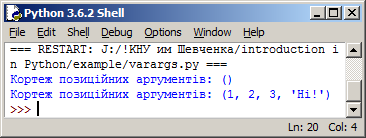 Python 3.6.2 Shell
File Edit Shell Debug Options Window Help
=== RESTART: J:/!КНУ им Шевченка/introduction i
n Python/example/varargs.py ===
Кортеж позиційних аргументів: ()
Кортеж позиційних аргументів: (1, 2, 3, 'Hi!')
>>>
Ln: 20 Col: 4